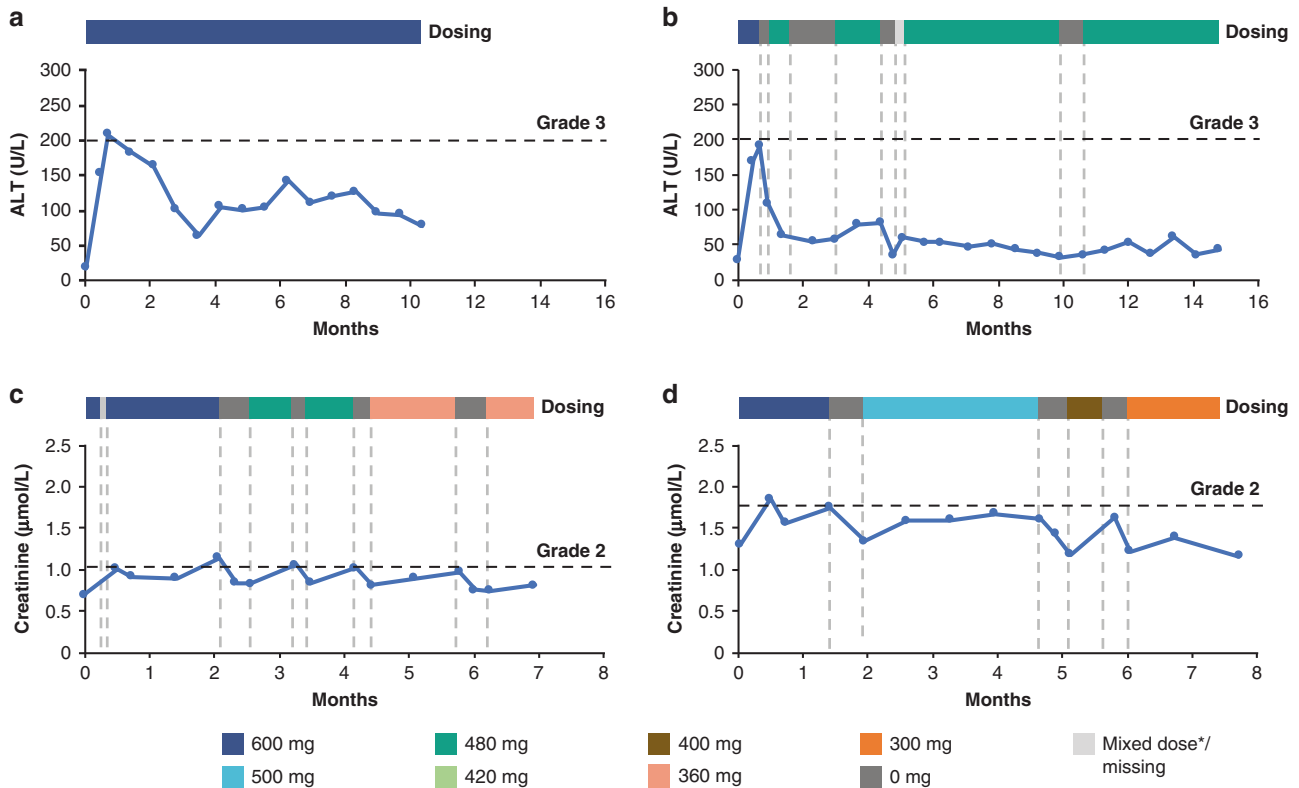 a
Dosing
300
250
200
150
100
50
0
ALT (U/L)
Grade 3
0 2 4 6 8 10 12 14 16
Months
b
Dosing
300
250
200
150
100
50
0
ALT (U/L)
Grade 3
0 2 4 6 8 10 12 14 16
Months
c
Dosing
2.5
2.0
1.5
1.0
0.5
0
Creatinine (µmol/L)
Grade 2
0 1 2 3 4 5 6 7 8
Months
d
Dosing
2.5
2.0
1.5
1.0
0.5
0
Creatinine (µmol/L)
Grade 2
0 1 2 3 4 5 6 7 8
Months
600 mg
480 mg
400 mg
300 mg
Mixed dose*/
missing
500 mg
420 mg
360 mg
0 mg